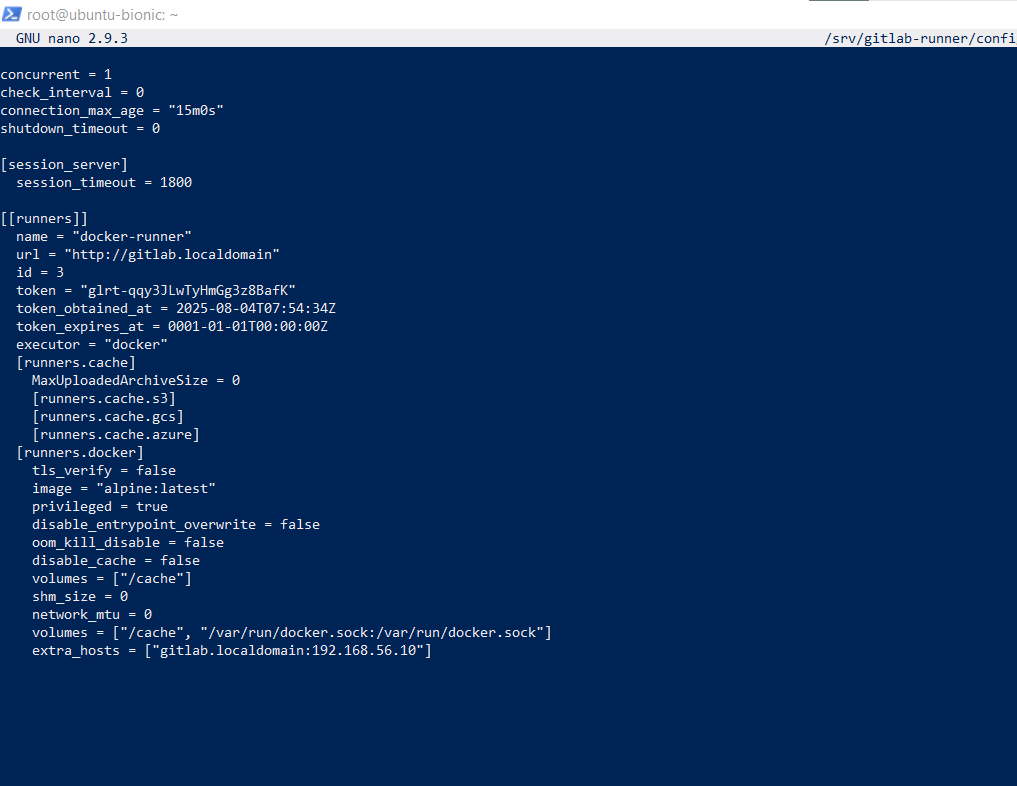 root@ubuntu-bionic: ~
GNU nano 2.9.3 /srv/gitlab-runner/confi
concurrent = 1
check_interval = 0
connection_max_age = "15m0s"
shutdown_timeout = 0
[session_server]
session_timeout = 1800
[[runners]]
name = "docker-runner"
url = "http://gitlab.localdomain"
id = 3
token = "glrt-qqy3JLwTyHmGg3z8BafK"
token_obtained_at = 2025-08-04T07:54:34Z
token_expires_at = 0001-01-01T00:00:00Z
executor = "docker"
[runners.cache]
MaxUploadedArchiveSize = 0
[runners.cache.s3]
[runners.cache.gcs]
[runners.cache.azure]
[runners.docker]
tls_verify = false
image = "alpine:latest"
privileged = true
disable_entrypoint_overwrite = false
oom_kill_disable = false
disable_cache = false
volumes = ["/cache"]
shm_size = 0
network_mtu = 0
volumes = ["/cache", "/var/run/docker.sock:/var/run/docker.sock"]
extra_hosts = ["gitlab.localdomain:192.168.56.10"]